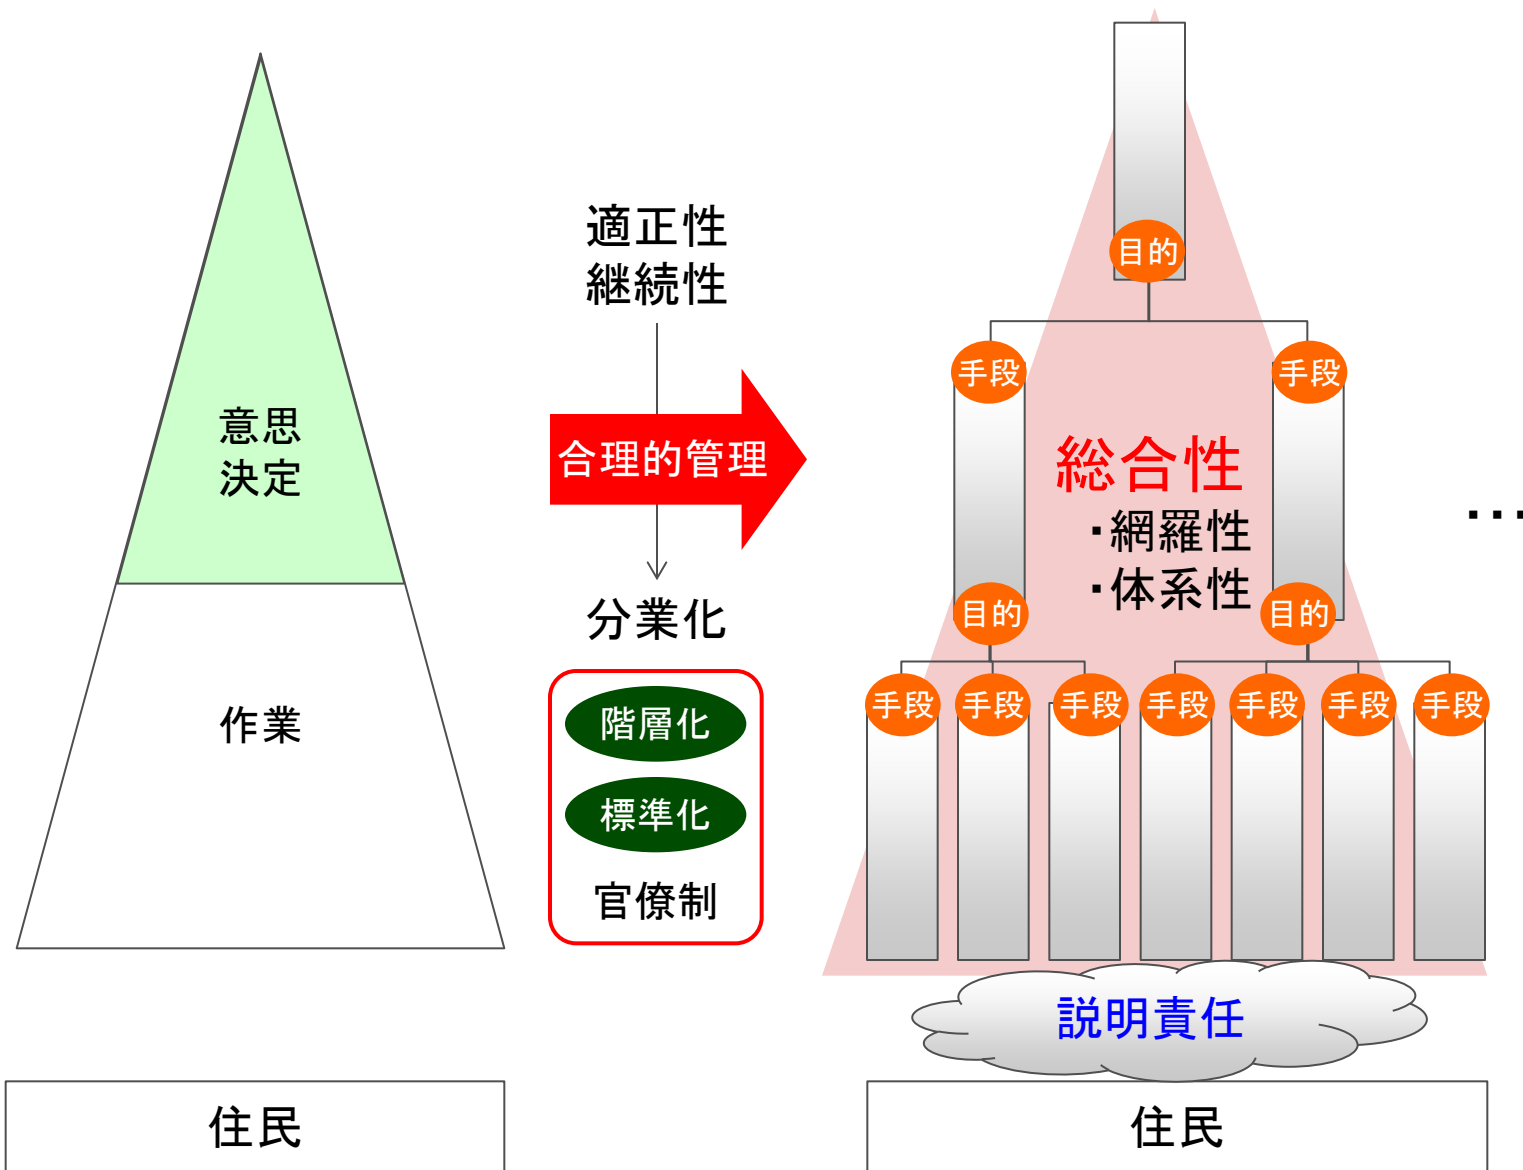 意思
決定
作業
住民
適正性
継続性
合理的管理
分業化
階層化
標準化
官僚制
目的
手段
手段
総合性
・網羅性
・体系性
目的
目的
手段
手段
手段
手段
手段
手段
手段
説明責任
住民
…